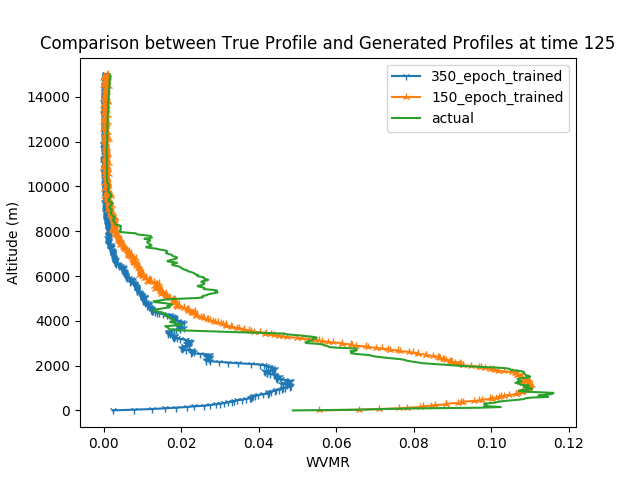 Comparison between True Profile and Generated Profiles at time 125
350_epoch_trained
150_epoch_trained
actual
Altitude (m)
14000
12000
10000
8000
6000
4000
2000
0
0.00 0.02 0.04 0.06 0.08 0.10 0.12
WVMR